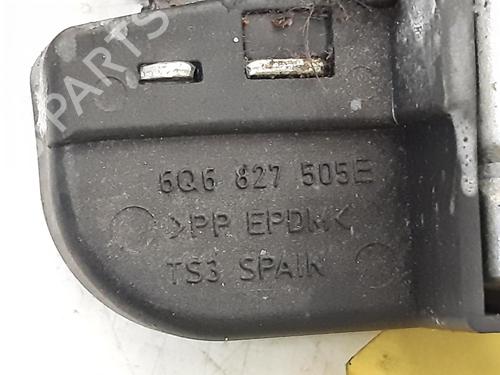 PARTS
6Q6 827 505E
>PP EPDM<
TS3 SPAIN